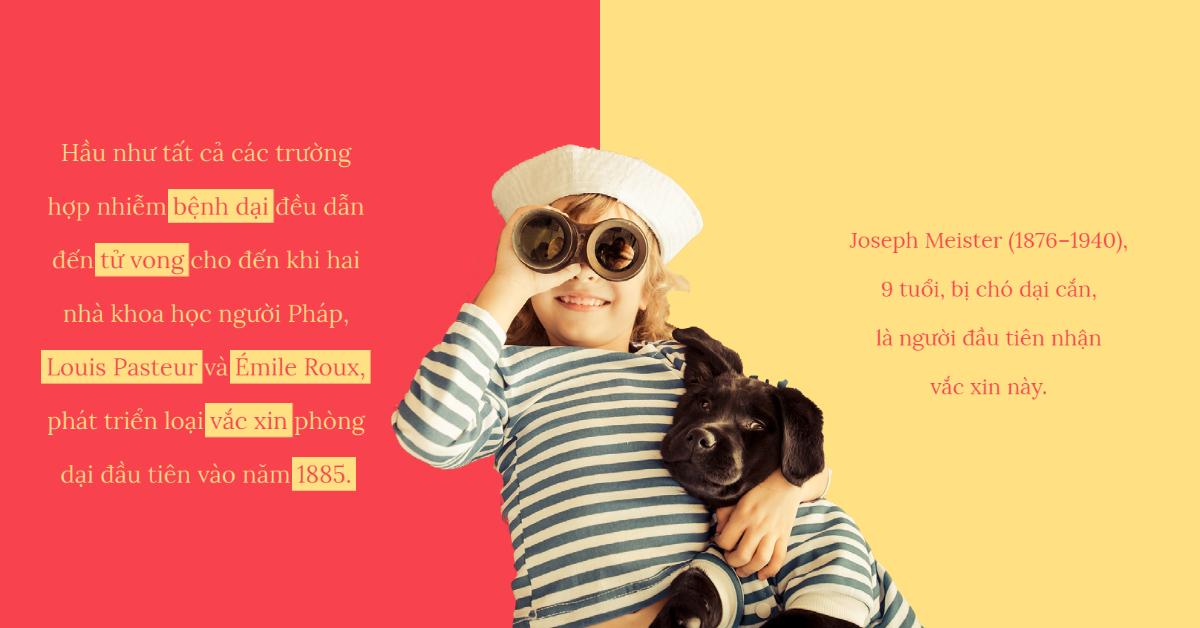 Hầu như tất cả các trường
hợp nhiễm bệnh dại đều dẫn
đến tử vong cho đến khi hai
nhà khoa học người Pháp,
Louis Pasteur và Émile Roux,
phát triển loại vắc xin phòng
dại đầu tiên vào năm 1885.
Joseph Meister (1876–1940),
9 tuổi, bị chó dại cắn,
là người đầu tiên nhận
vắc xin này.